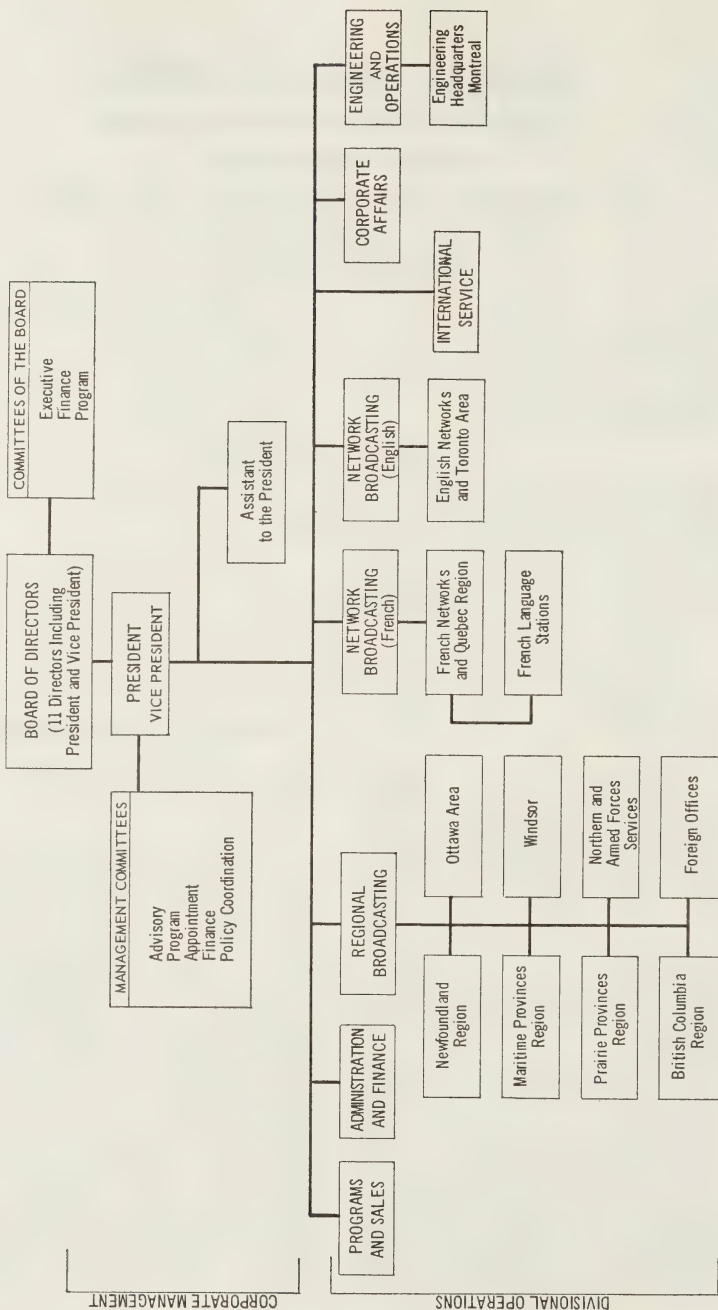 CORPORATE MANAGEMENT
BOARD OF DIRECTORS
(11 Directors Including
President and Vice President)
COMMITTEES OF THE BOARD
Executive
Finance
Program
PRESIDENT
VICE PRESIDENT
MANAGEMENT COMMITTEES
Advisory
Program
Appointment
Finance
Policy Coordination
Assistant
to the President
DIVISIONAL OPERATIONS
PROGRAMS
AND SALES
ADMINISTRATION
AND FINANCE
REGIONAL
BROADCASTING
Newfoundland
Region
Ottawa Area
Maritime Provinces
Region
Windsor
Prairie Provinces
Region
Northern and
Armed Forces
Services
British Columbia
Region
Foreign Offices
NETWORK
BROADCASTING
(French)
French Networks
and Quebec Region
French Language
Stations
NETWORK
BROADCASTING
(English)
English Networks
and Toronto Area
INTERNATIONAL
SERVICE
CORPORATE
AFFAIRS
ENGINEERING
AND
OPERATIONS
Engineering
Headquarters
Montreal